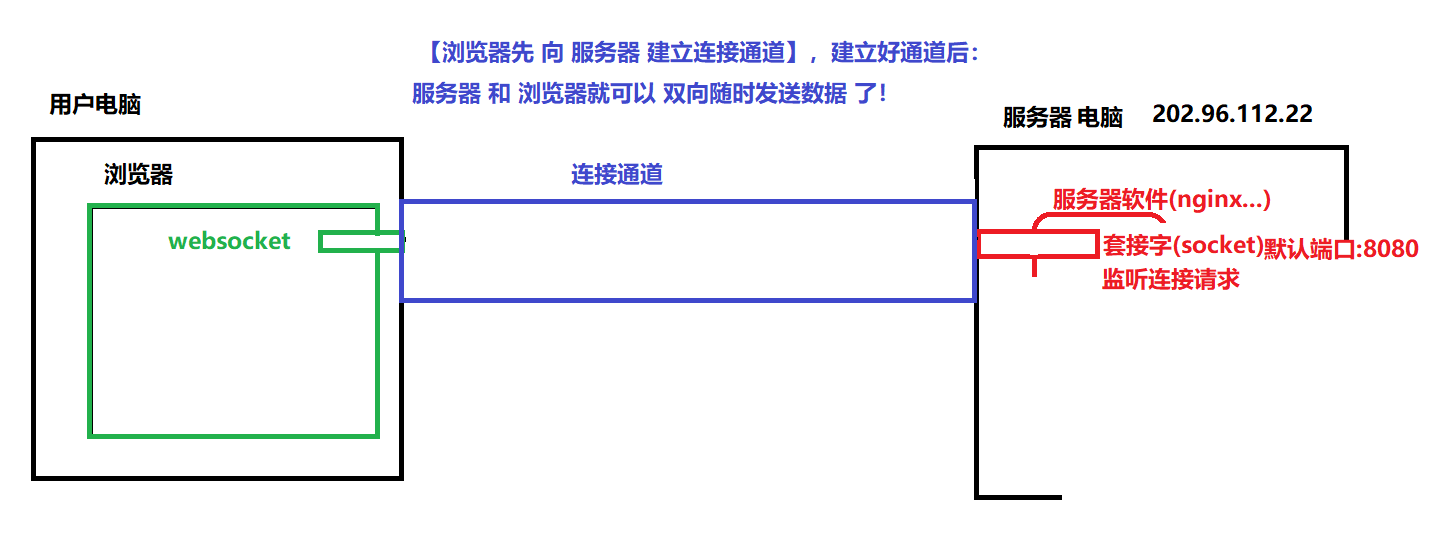 【浏览器先 向 服务器 建立连接通道】，建立好通道后：
服务器 和 浏览器就可以 双向随时发送数据 了！
用户电脑
服务器 电脑 202.96.112.22
浏览器
连接通道
服务器软件(nginx...)
websocket
套接字(socket)默认端口:8080
监听连接请求